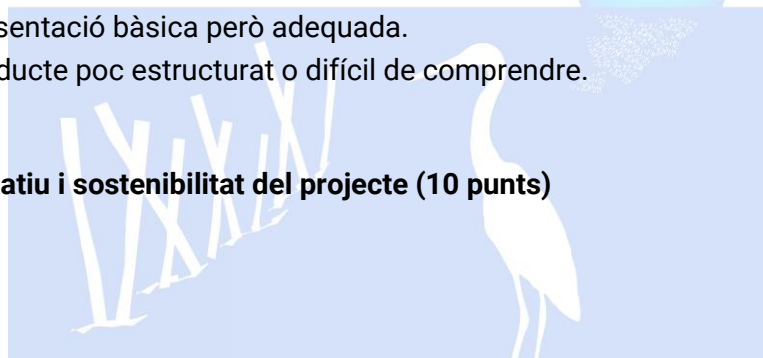 sentació bàsica però adequada.
ducte poc estructurat o difícil de comprendre.
atiu i sostenibilitat del projecte (10 punts)